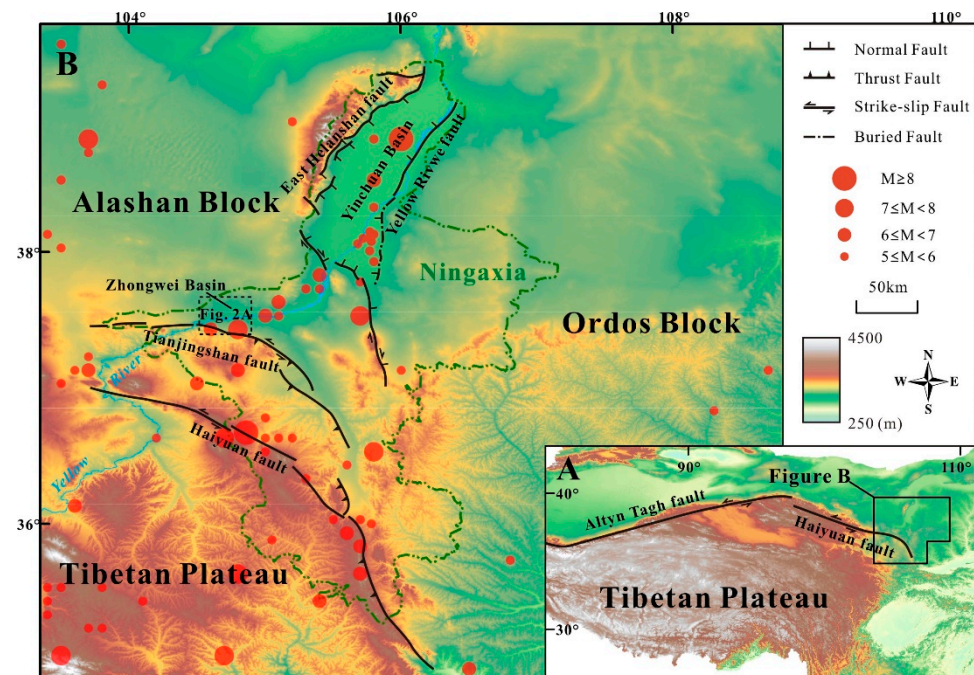 104°
106°
108°
110°
B
Normal Fault
Thrust Fault
Strike-slip Fault
Buried Fault
M≥8
7≤M<8
6≤M<7
5≤M<6
50km
4500
250 (m)
N
W
E
S
East Helanshan fault
Yinchuan Basin
Yellow Rivwe fault
Alashan Block
38°
Ningaxia
Zhongwei Basin
Fig. 2A
Ordos Block
Tianjingshan fault
River
Yellow
Haiyuan fault
36°
Tibetan Plateau
A
90°
110°
Figure B
40°
Altyn Tagh fault
Haiyuan fault
Tibetan Plateau
30°